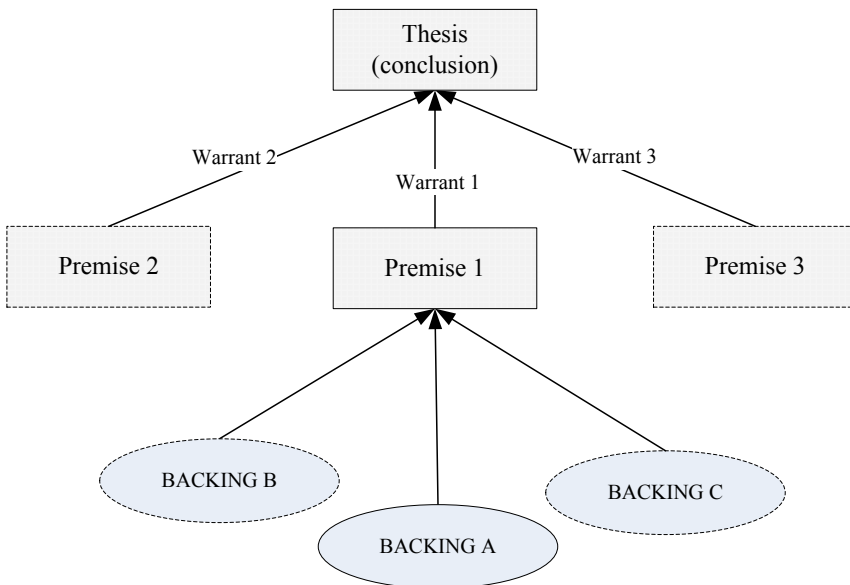 Thesis
(conclusion)
Warrant 2
Warrant 3
Warrant 1
Premise 2
Premise 1
Premise 3
BACKING B
BACKING C
BACKING A